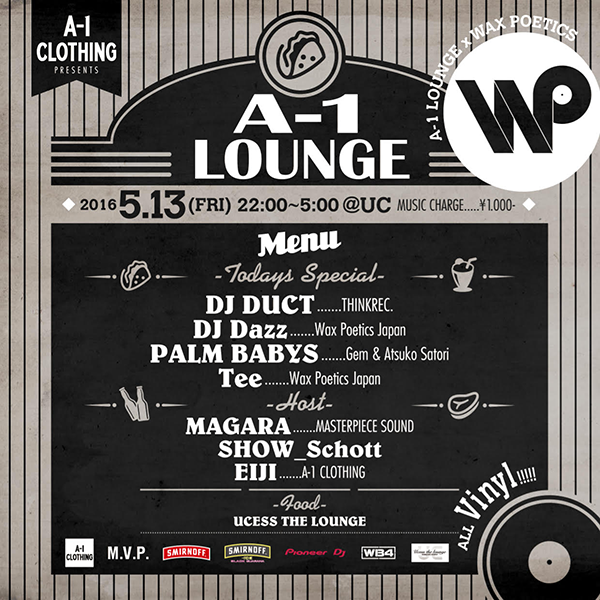 A-1
CLOTHING
PRESENTS
A-1 LOUNGE x WAX POETICS
WP
A-1
LOUNGE
2016 5.13 (FRI) 22:00~5:00 @UC MUSIC CHARGE.....¥1.000-
Menu
-Todays Special-
DJ DUCT.......THINKREC.
DJ Dazz.......Wax Poetics Japan
PALM BABYS.......Gem & Atsuko Satori
Tee.......Wax Poetics Japan
-Host-
MAGARA.......MASTERPIECE SOUND
SHOW_Schott
EIJI.......A-1 CLOTHING
-Food-
UCESS THE LOUNGE
ALL Vinyl!!!!!
A-1
CLOTHING
M.V.P.
SMIRNOFF
SMIRNOFF
Pioneer Dj
WB4
Ucess the lounge